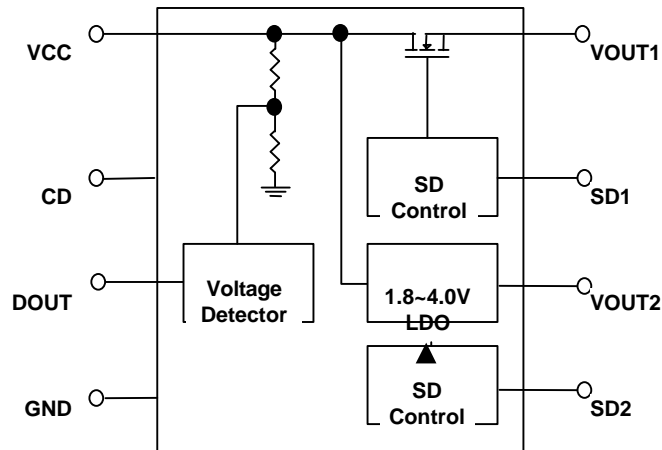 VCC
VOUT1
CD
SD
Control
SD1
DOUT
Voltage
Detector
1.8~4.0V
LDO
VOUT2
GND
SD
Control
SD2